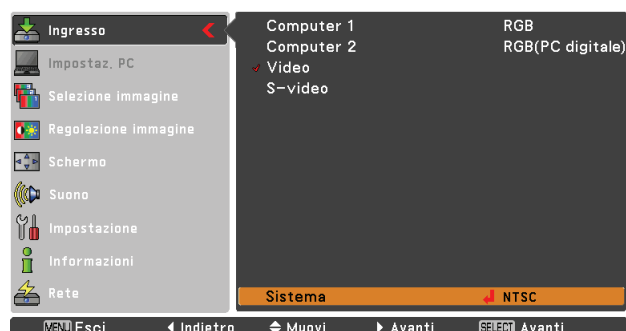 Ingresso
Impostaz. PC
Selezione immagine
Regolazione immagine
Schermo
Suono
Impostazione
Informazioni
Rete
Computer 1 RGB
Computer 2 RGB(PC digitale)
Video
S-video
Sistema NTSC
MENU Esci Indietro Muovi Avanti SELECT Avanti